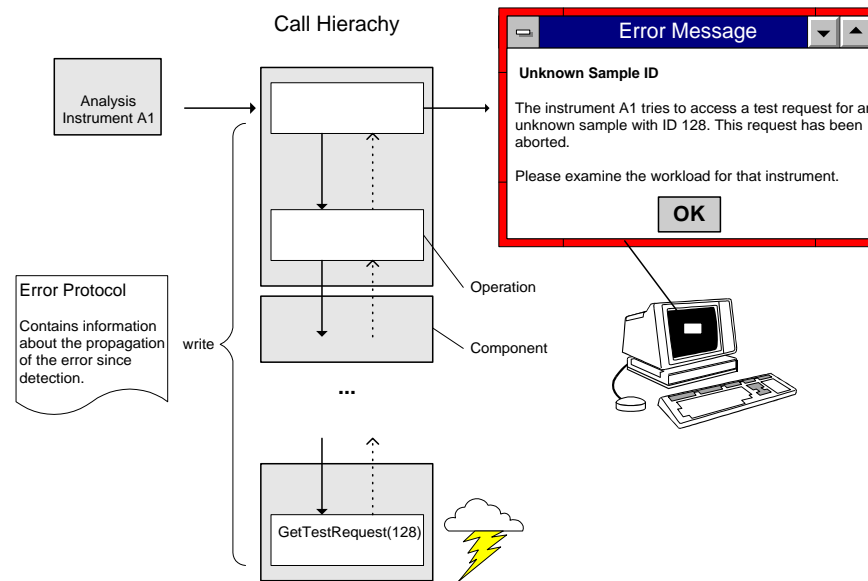 Call Hierachy
Analysis
Instrument A1
Error Message
Unknown Sample ID
The instrument A1 tries to access a test request for an
unknown sample with ID 128. This request has been
aborted.
Please examine the workload for that instrument.
OK
Operation
Error Protocol
Contains information
about the propagation
of the error since
detection.
write
Component
...
GetTestRequest(128)